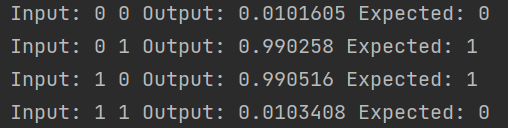 Input: 0 0 Output: 0.0101605 Expected: 0
Input: 0 1 Output: 0.990258 Expected: 1
Input: 1 0 Output: 0.990516 Expected: 1
Input: 1 1 Output: 0.0103408 Expected: 0